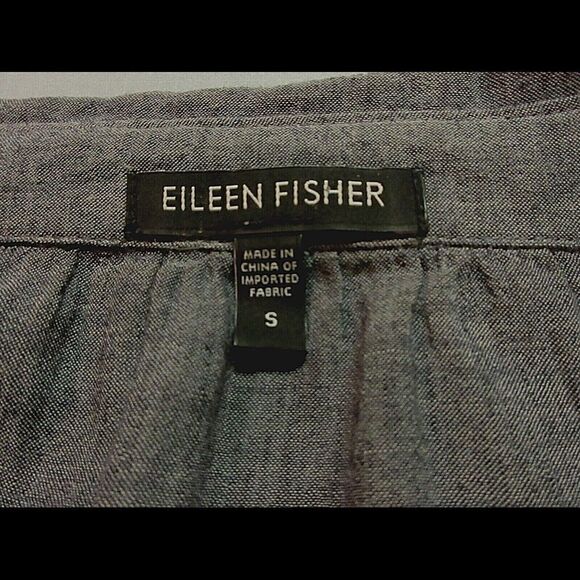 EILEEN FISHER
MADE IN
CHINA OF
IMPORTED
FABRIC
S